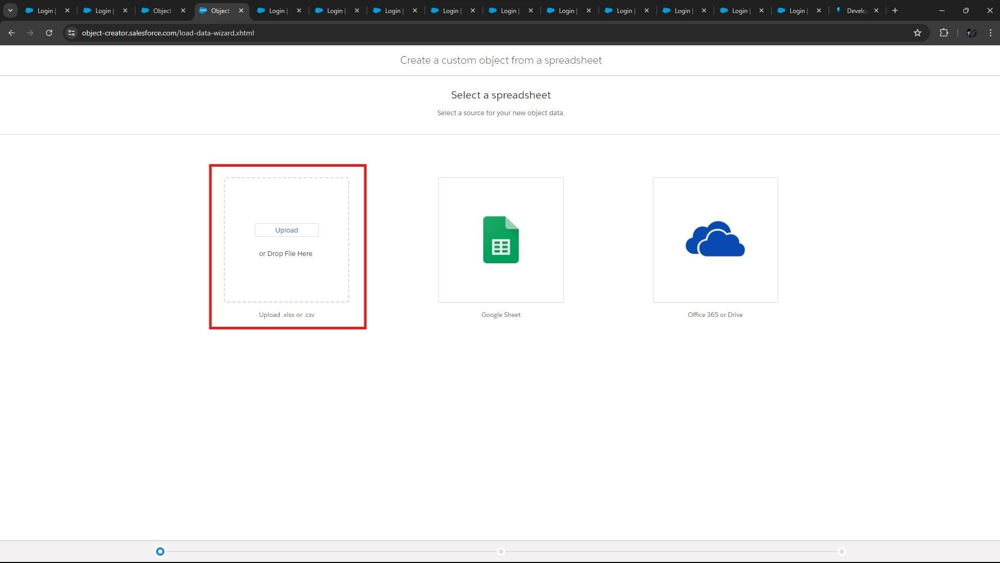 Login |
Login |
Object
Object
Login |
Login |
Login |
Login |
Login |
Login |
Login |
Login |
Login |
Login |
Develo
object-creator.salesforce.com/load-data-wizard.xhtml
Create a custom object from a spreadsheet
Select a spreadsheet
Select a source for your new object data.
Upload
or Drop File Here
Upload .xlsx or .csv
Google Sheet
Office 365 or Drive